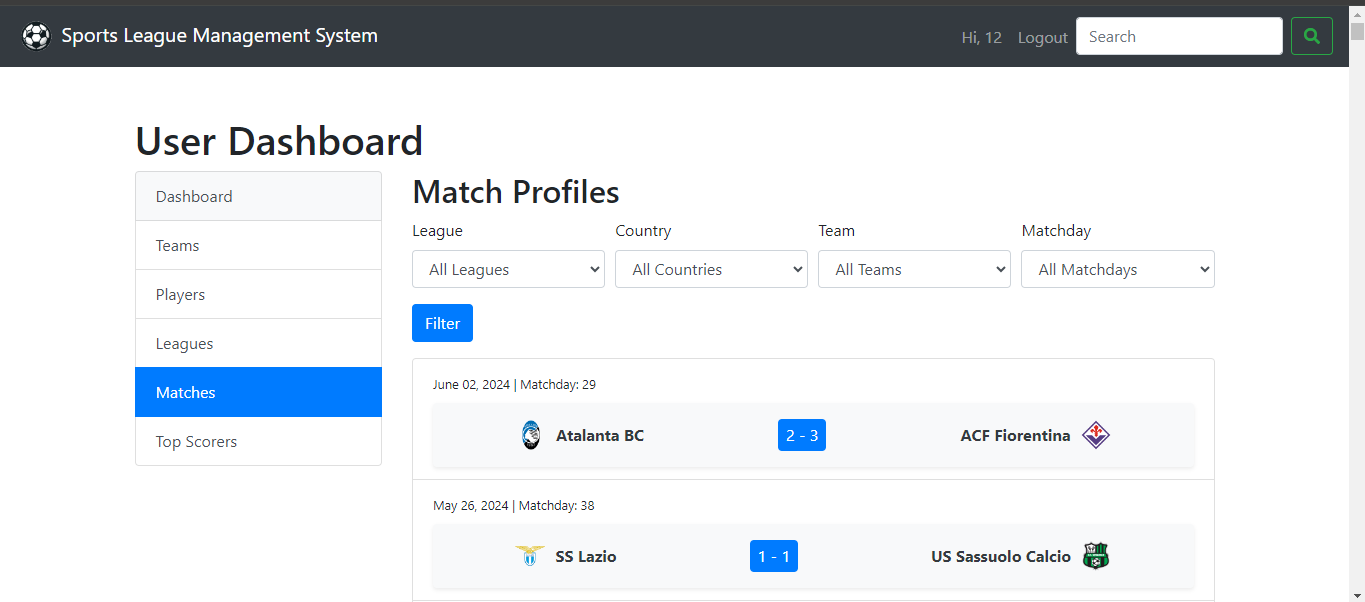 Sports League Management System
Hi, 12 Logout Search
User Dashboard
Dashboard
Teams
Players
Leagues
Matches
Top Scorers
Match Profiles
League Country Team Matchday
All Leagues All Countries All Teams All Matchdays
Filter
June 02, 2024 | Matchday: 29
Atalanta BC 2 - 3 ACF Fiorentina
May 26, 2024 | Matchday: 38
SS Lazio 1 - 1 US Sassuolo Calcio